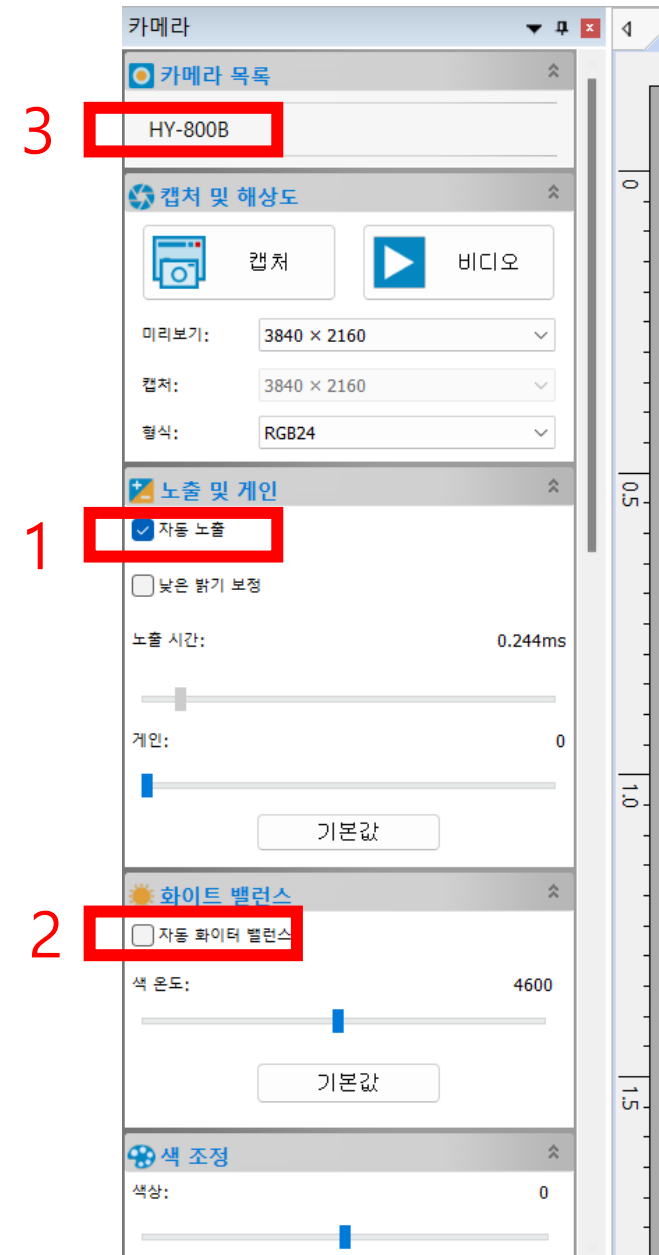 카메라
카메라 목록
3
HY-800B
캡처 및 해상도
캡처 비디오
미리보기: 3840 × 2160
캡처: 3840 × 2160
형식: RGB24
노출 및 게인
1
자동 노출
낮은 밝기 보정
노출 시간: 0.244ms
게인: 0
기본값
화이트 밸런스
2
자동 화이터 밸런스
색 온도: 4600
기본값
색 조정
색상: 0
0
0.5
1.0
1.5